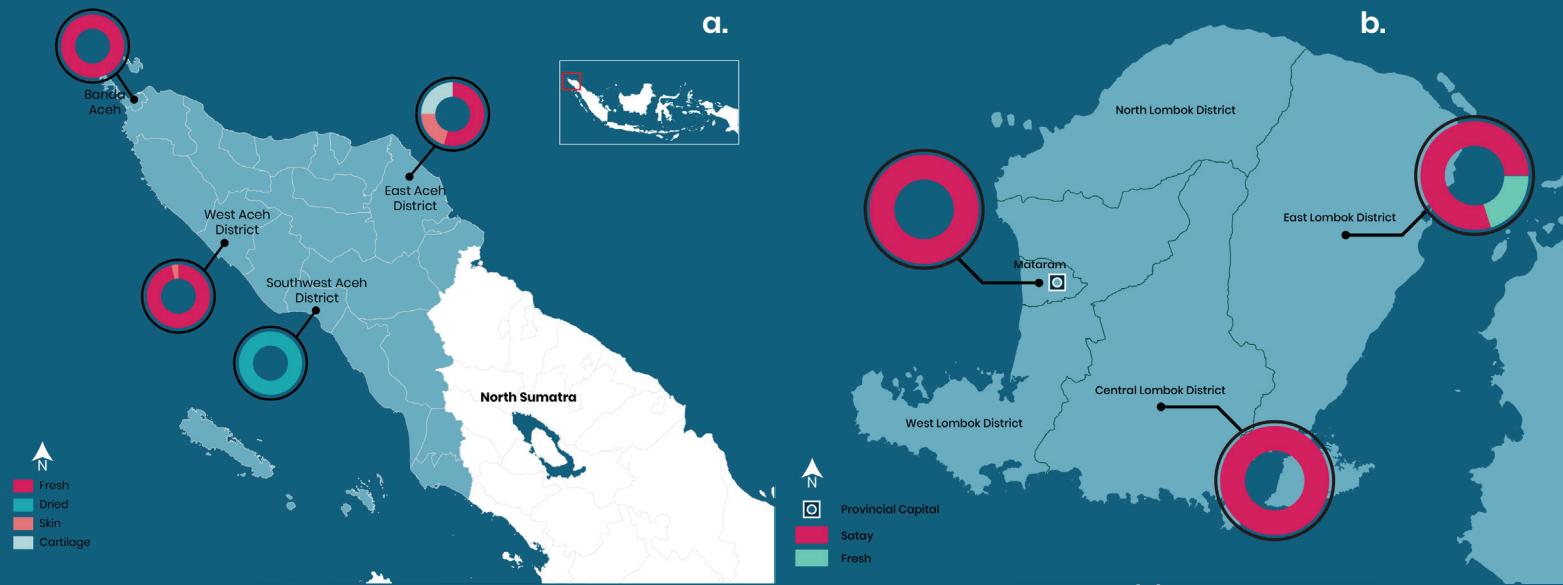 a.
Banda
Aceh
East Aceh
District
West Aceh
District
Southwest Aceh
District
North Sumatra
N
Fresh
Dried
Skin
Cartilage
b.
North Lombok District
East Lombok District
Mataram
Central Lombok District
West Lombok District
N
Provincial Capital
Satay
Fresh